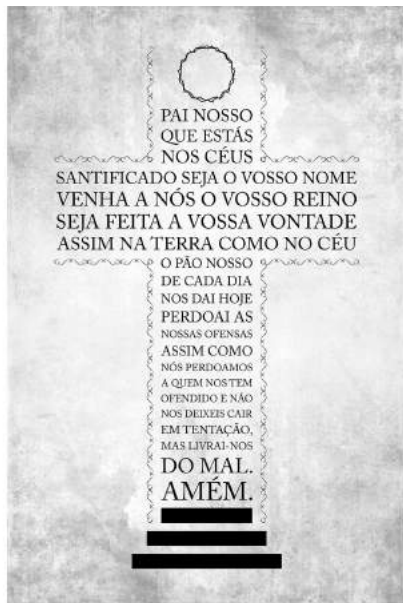 PAI NOSSO
QUE ESTÁS
NOS CÉUS
SANTIFICADO SEJA O VOSSO NOME
VENHA A NÓS O VOSSO REINO
SEJA FEITA A VOSSA VONTADE
ASSIM NA TERRA COMO NO CÉU
O PÃO NOSSO
DE CADA DIA
NOS DAI HOJE
PERDOAI AS
NOSSAS OFENSAS
ASSIM COMO
NÓS PERDOAMOS
A QUEM NOS TEM
OFENDIDO E NÃO
NOS DEIXEIS CAIR
EM TENTAÇÃO,
MAS LIVRAI-NOS
DO MAL.
AMÉM.